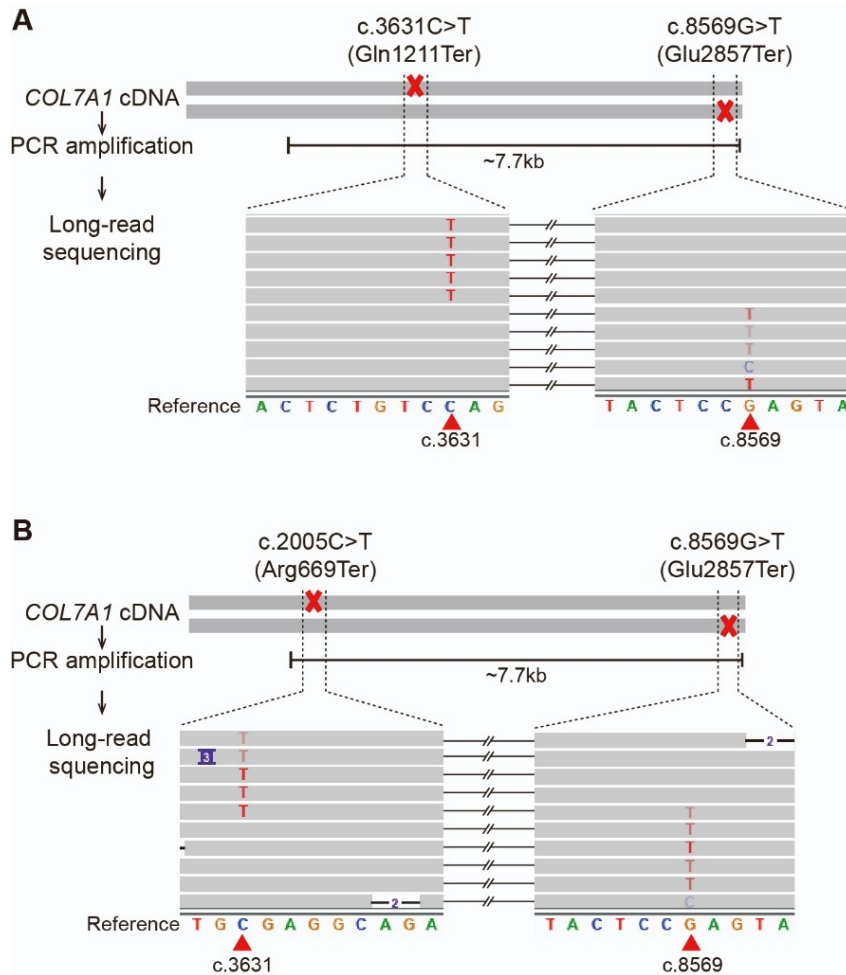 A
c.3631C>T c.8569G>T
(Gln1211Ter) (Glu2857Ter)
COL7A1 cDNA
PCR amplification
~7.7kb
Long-read
sequencing
T
T
T
T
T
T
T
T
C
T
Reference A C T C T G T C C A G T A C T C C G A G T A
c.3631 c.8569
B
c.2005C>T c.8569G>T
(Arg669Ter) (Glu2857Ter)
COL7A1 cDNA
PCR amplification
~7.7kb
Long-read
squencing
T 2
3 T
T
T
T T
T
T
T
T
2 C
Reference T G C G A G G C A G A T A C T C C G A G T A
c.3631 c.8569